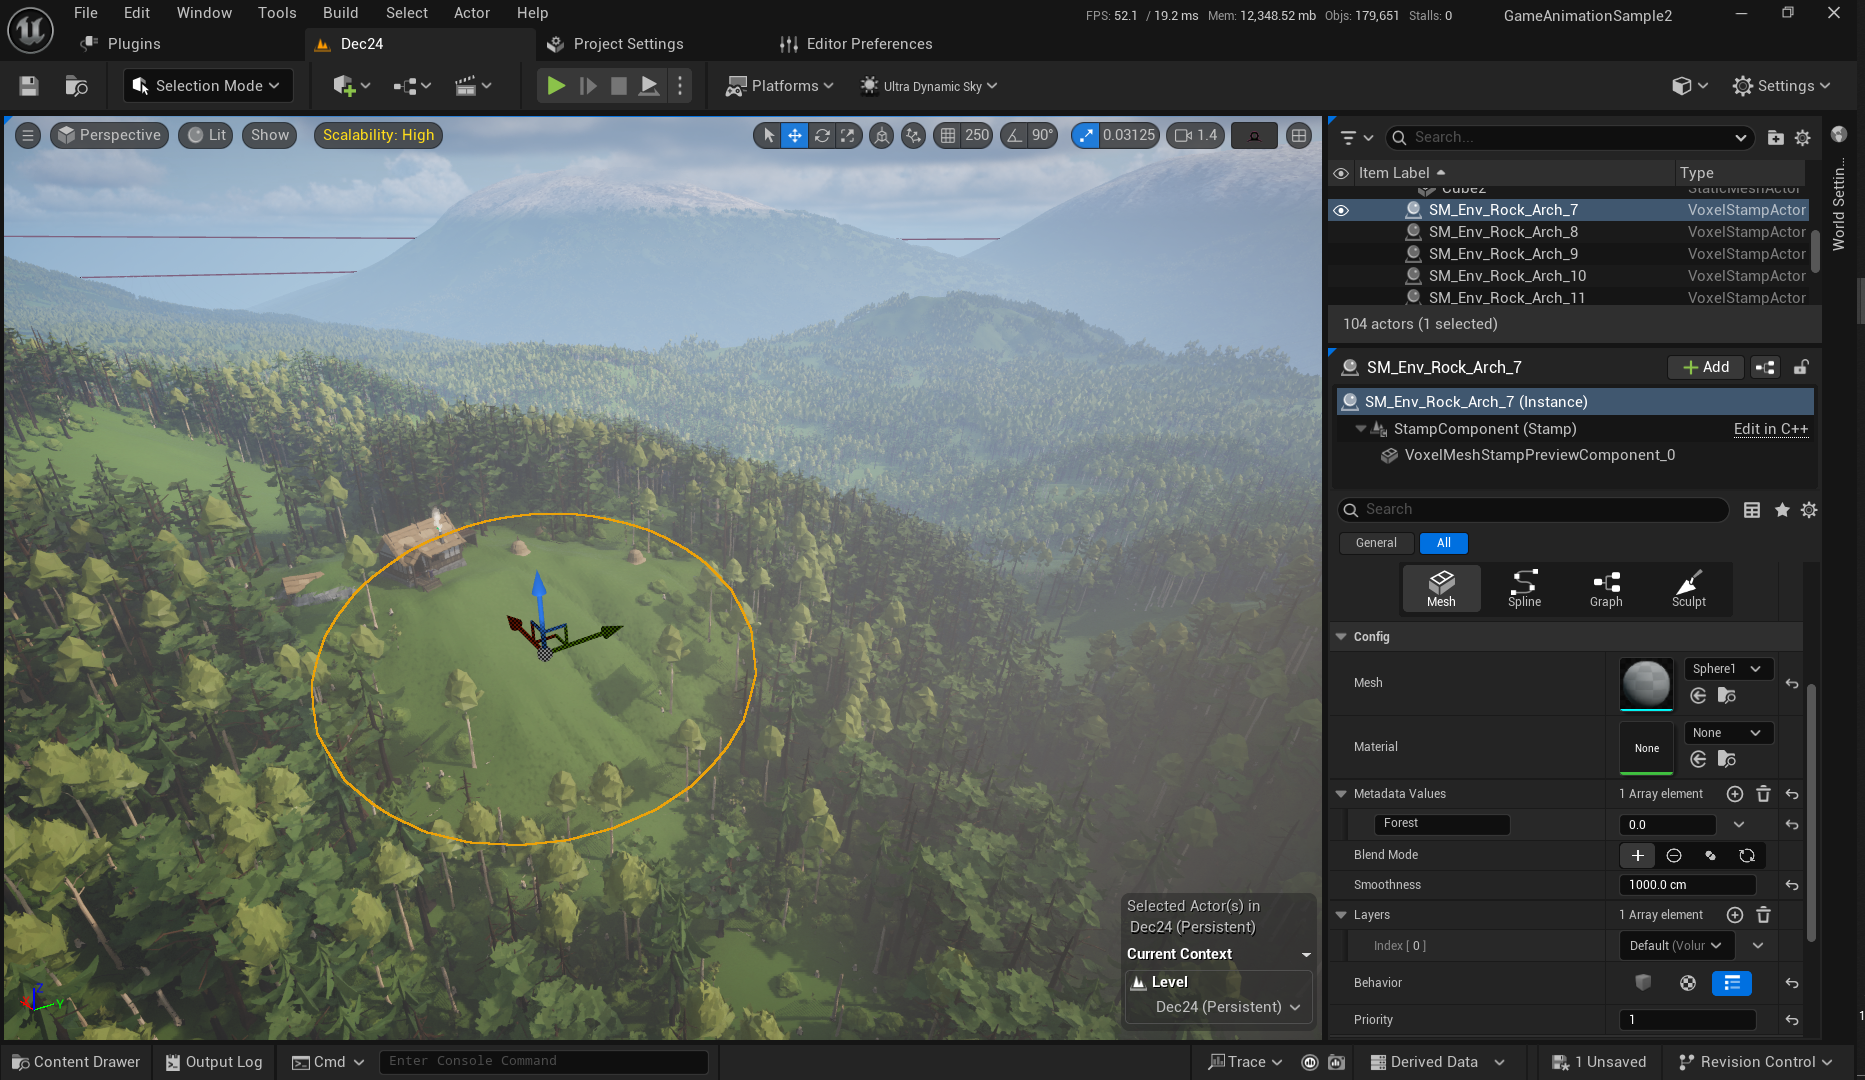 File Edit Window Tools Build Select Actor Help
FPS: 52.1 / 19.2 ms Mem: 12,348.52 mb Objs: 179,651 Stalls: 0
GameAnimationSample2
Plugins
Dec24
Project Settings
Editor Preferences
Selection Mode
Platforms
Ultra Dynamic Sky
Settings
Perspective
Lit
Show
Scalability: High
250
90°
0.03125
1.4
Search...
World Settin...
Item Label
Type
Cube2 StaticMeshActor
SM_Env_Rock_Arch_7 VoxelStampActor
SM_Env_Rock_Arch_8 VoxelStampActor
SM_Env_Rock_Arch_9 VoxelStampActor
SM_Env_Rock_Arch_10 VoxelStampActor
SM_Env_Rock_Arch_11 VoxelStampActor
104 actors (1 selected)
SM_Env_Rock_Arch_7
Add
SM_Env_Rock_Arch_7 (Instance)
StampComponent (Stamp) Edit in C++
VoxelMeshStampPreviewComponent_0
Search
General
All
Mesh
Spline
Graph
Sculpt
Config
Mesh
Sphere1
Material
None
None
Metadata Values 1 Array element
Forest 0.0
Blend Mode
Smoothness 1000.0 cm
Layers 1 Array element
Index [ 0 ] Default (Volur
Behavior
Priority 1
Selected Actor(s) in
Dec24 (Persistent)
Current Context
Level
Dec24 (Persistent)
Z
Y
Content Drawer
Output Log
Cmd
Enter Console Command
Trace
Derived Data
1 Unsaved
Revision Control